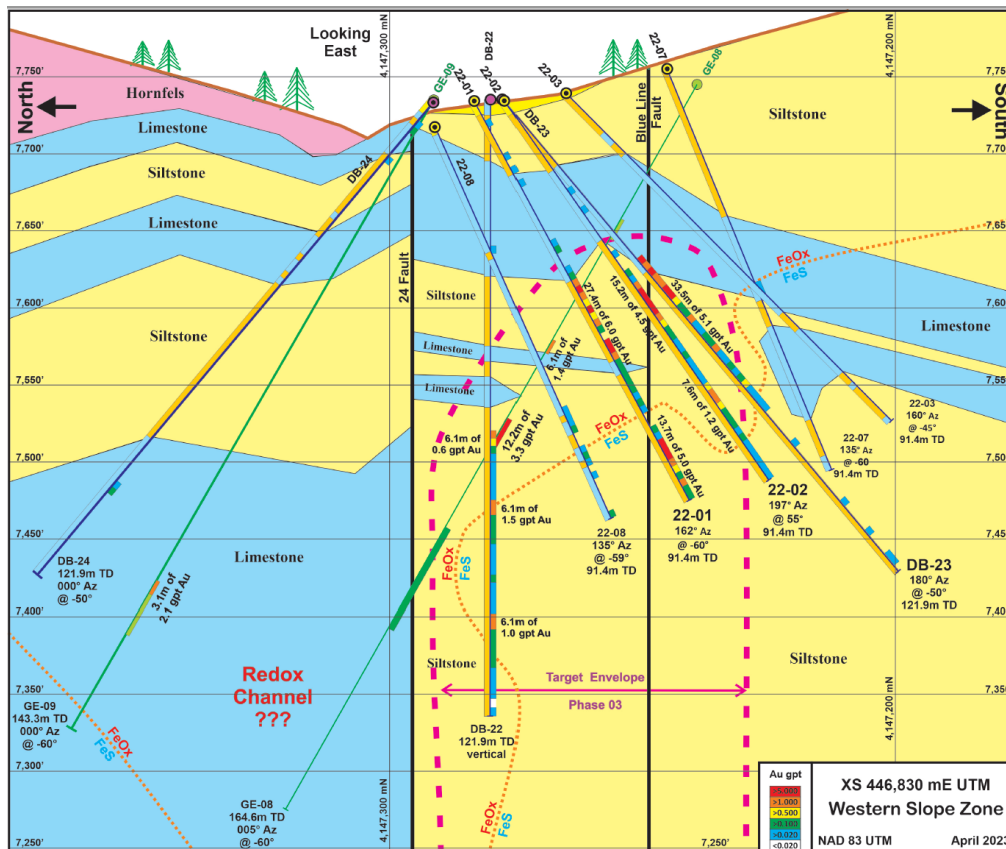 Looking
East
4,147,300 mN
DB-22
GE-09
22-01
22-02
22-03
22-07
GE-08
4,147,200 mN
7,750'
7,700'
7,650'
7,600'
7,550'
7,500'
7,450'
7,400'
7,350'
7,300'
7,250'
North
South
Hornfels
Limestone
Siltstone
Limestone
Siltstone
Limestone
DB-24
22-08
DB-23
24 Fault
Blue Line
Fault
Siltstone
FeOx
FeS
Limestone
Siltstone
Limestone
Limestone
27.4m of 6.0 gpt Au
15.2m of 4.5 gpt Au
33.5m of 5.1 gpt Au
6.1m of
1.4 gpt Au
7.6m of 1.2 gpt Au
13.7m of 5.0 gpt Au
FeOx
FeS
6.1m of
0.6 gpt Au
12.2m of
3.3 gpt Au
6.1m of
1.5 gpt Au
6.1m of
1.0 gpt Au
22-03
160° Az
@ -45°
91.4m TD
22-07
135° Az
@ -60
91.4m TD
22-02
197° Az
@ 55°
91.4m TD
22-01
162° Az
@ -60°
91.4m TD
22-08
135° Az
@ -59°
91.4m TD
DB-23
180° Az
@ -50°
121.9m TD
DB-24
121.9m TD
000° Az
@ -50°
3.1m of
2.1 gpt Au
FeOx
FeS
Siltstone
Siltstone
Redox
Channel
???
Target Envelope
Phase 03
GE-09
143.3m TD
000° Az
@ -60°
FeOx
FeS
DB-22
121.9m TD
vertical
FeOx
FeS
GE-08
164.6m TD
005° Az
@ -60°
4,147,300 mN
4,147,200 mN
7,250'
Au gpt
>5.000
>1.000
>0.500
>0.100
>0.020
<0.020
XS 446,830 mE UTM
Western Slope Zone
NAD 83 UTM April 2023